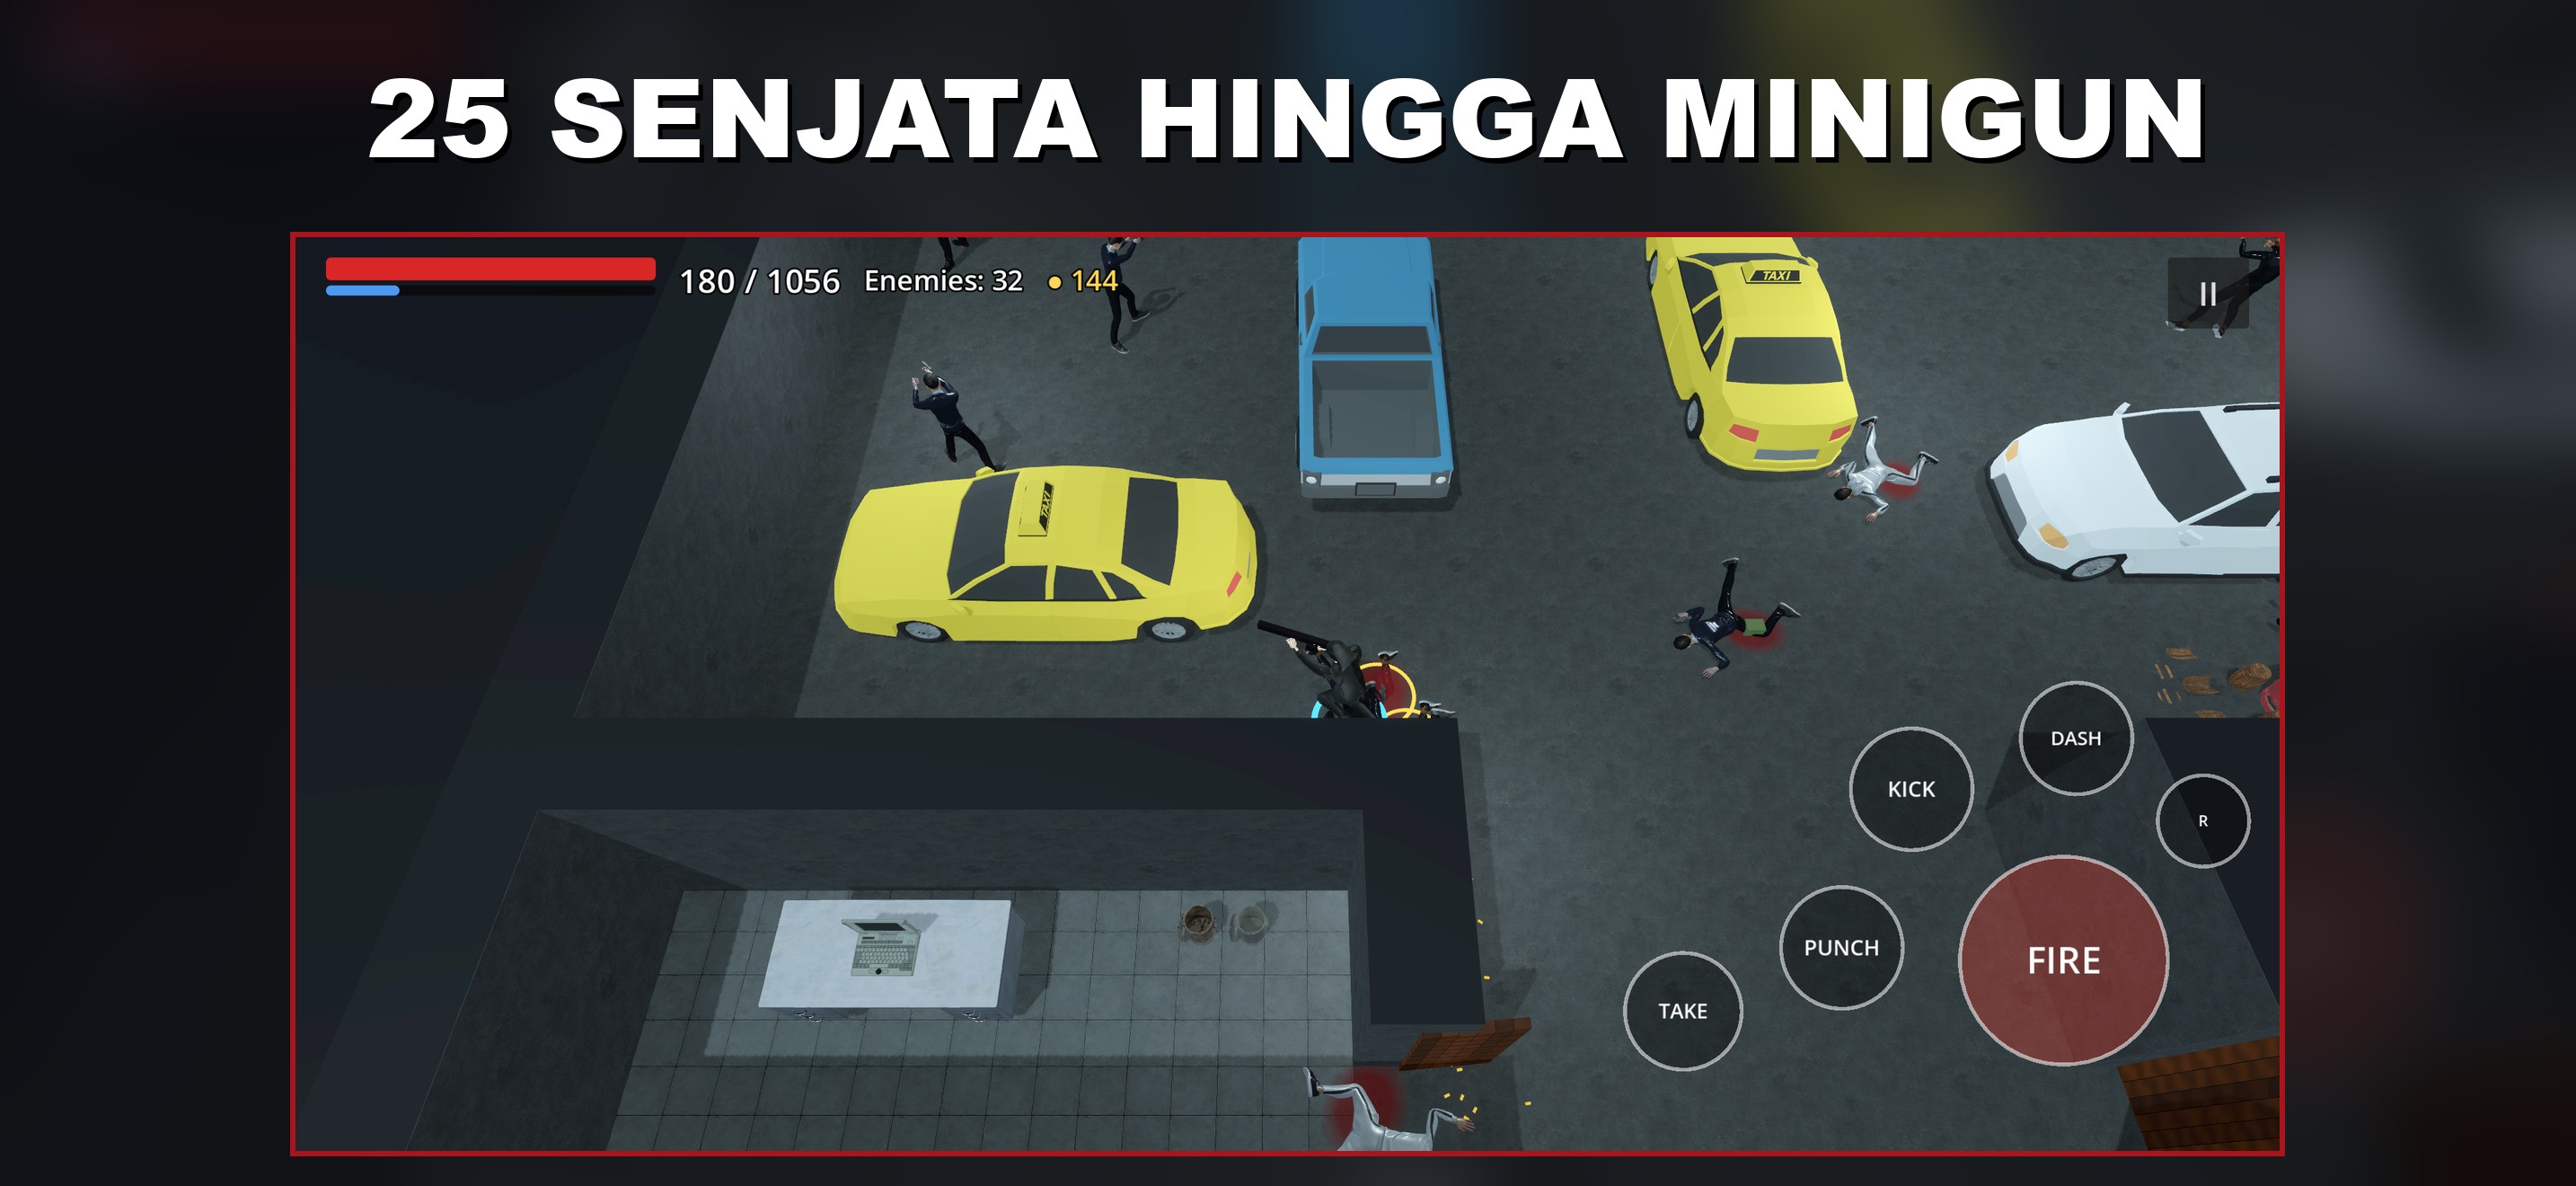 25 SENJATA HINGGA MINIGUN
180 / 1056 Enemies: 32 144
TAXI
TAXI
DASH
KICK
R
PUNCH
FIRE
TAKE